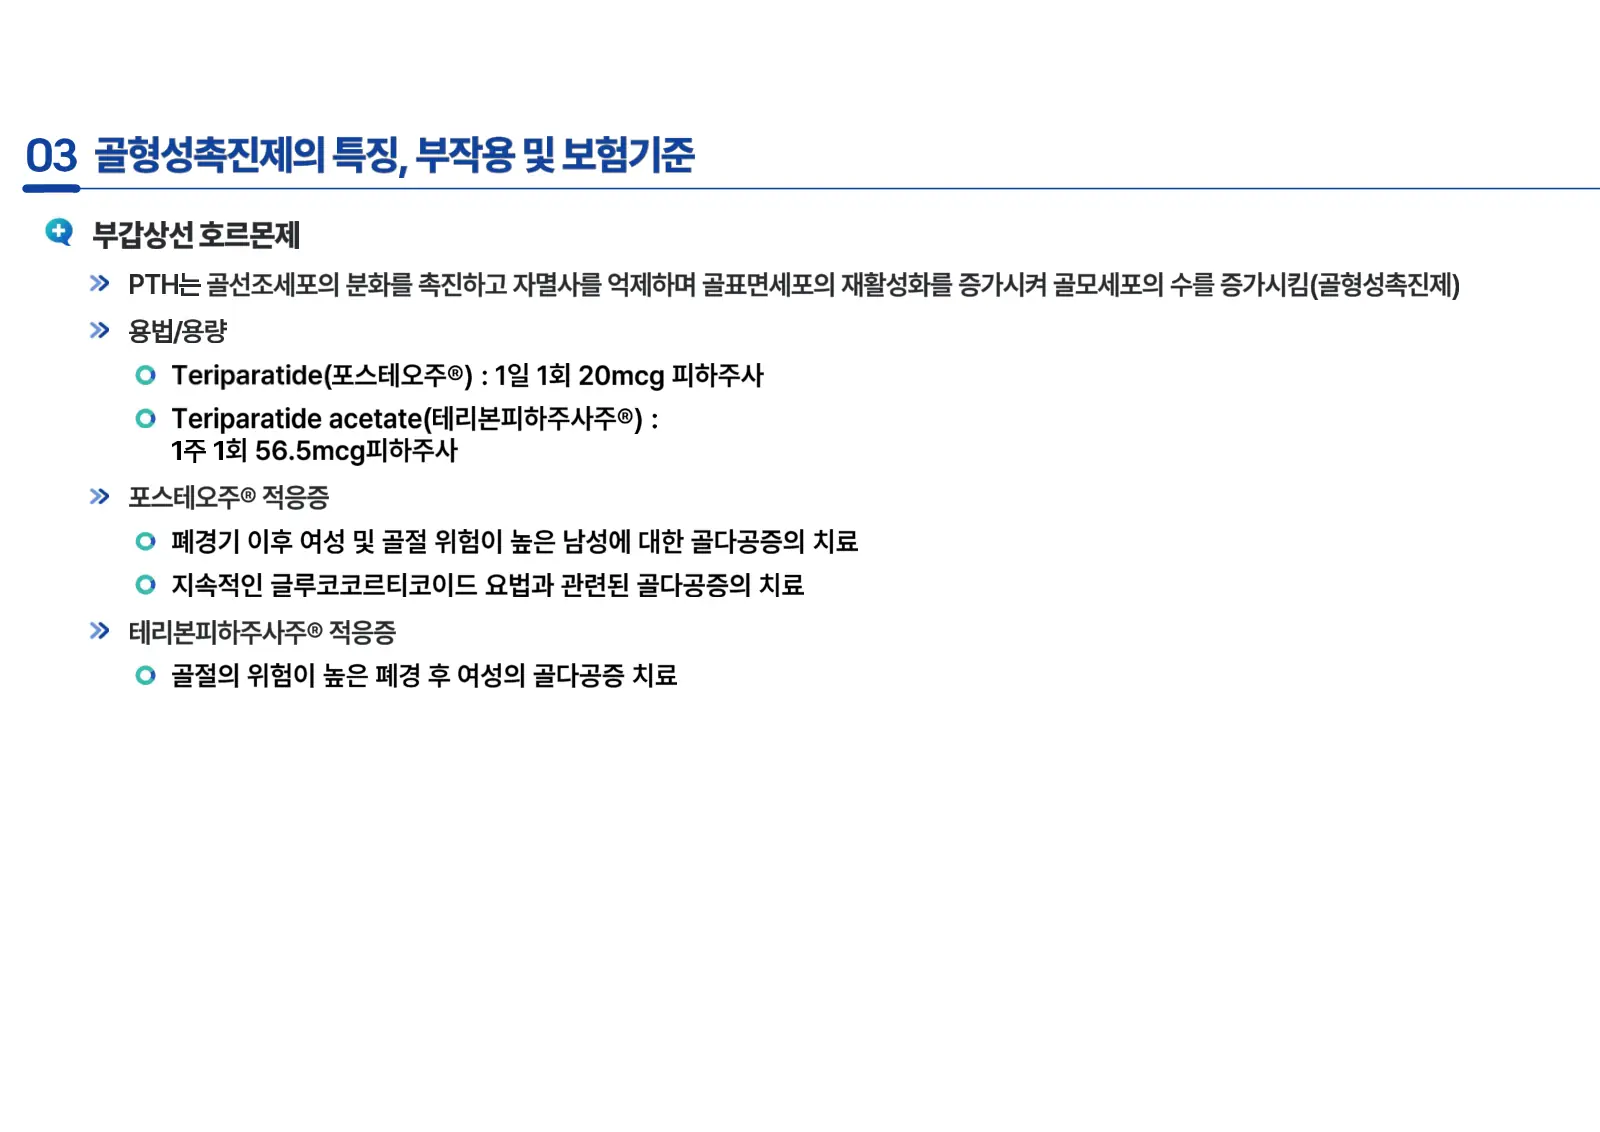 03 골형성촉진제의 특징, 부작용 및 보험기준
부갑상선 호르몬제
PTH는 골선조세포의 분화를 촉진하고 자멸사를 억제하며 골표면세포의 재활성화를 증가시켜 골모세포의 수를 증가시킴(골형성촉진제)
용법/용량
Teriparatide(포스테오주®) : 1일 1회 20mcg 피하주사
Teriparatide acetate(테리본피하주사주®) :
1주 1회 56.5mcg피하주사
포스테오주® 적응증
폐경기 이후 여성 및 골절 위험이 높은 남성에 대한 골다공증의 치료
지속적인 글루코코르티코이드 요법과 관련된 골다공증의 치료
테리본피하주사주® 적응증
골절의 위험이 높은 폐경 후 여성의 골다공증 치료